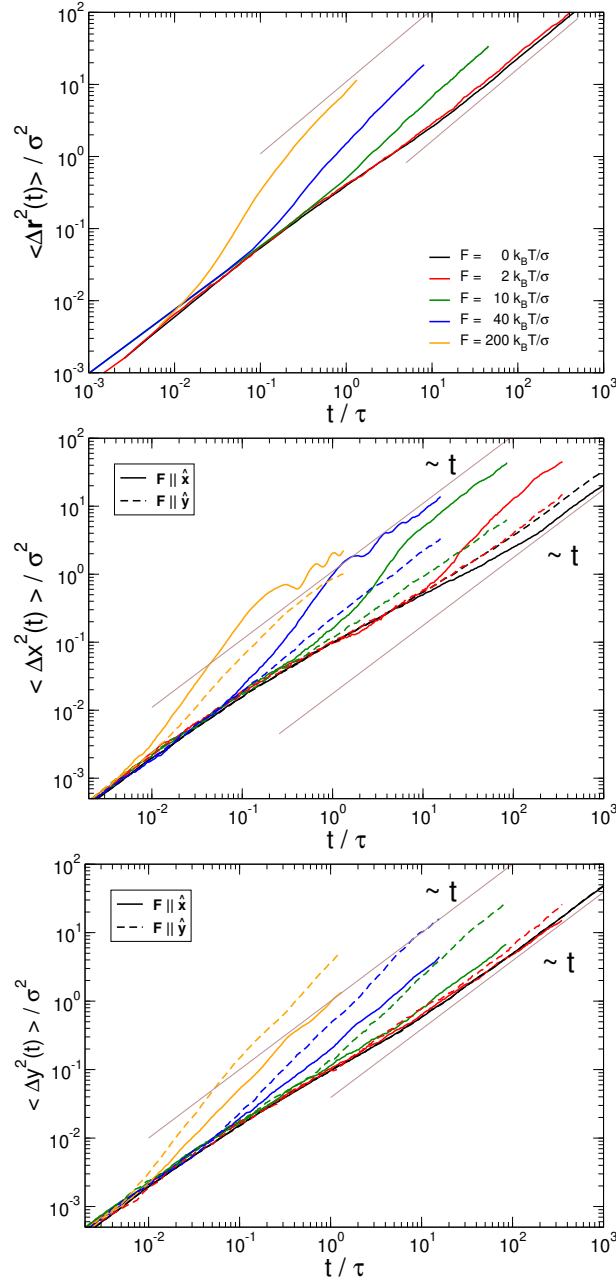 10²
10¹
10⁰
10⁻¹
10⁻²
10⁻³
<Δr²(t)> / σ²
F = 0 k_BT/σ
F = 2 k_BT/σ
F = 10 k_BT/σ
F = 40 k_BT/σ
F = 200 k_BT/σ
10⁻³ 10⁻² 10⁻¹ 10⁰ 10¹ 10² 10³
t / τ
10²
10¹
10⁰
10⁻¹
10⁻²
10⁻³
< Δx²(t) > / σ²
F || x̂
F || ŷ
~ t
~ t
10⁻² 10⁻¹ 10⁰ 10¹ 10² 10³
t / τ
10²
10¹
10⁰
10⁻¹
10⁻²
10⁻³
< Δy²(t) > / σ²
F || x̂
F || ŷ
~ t
~ t
10⁻² 10⁻¹ 10⁰ 10¹ 10² 10³
t / τ